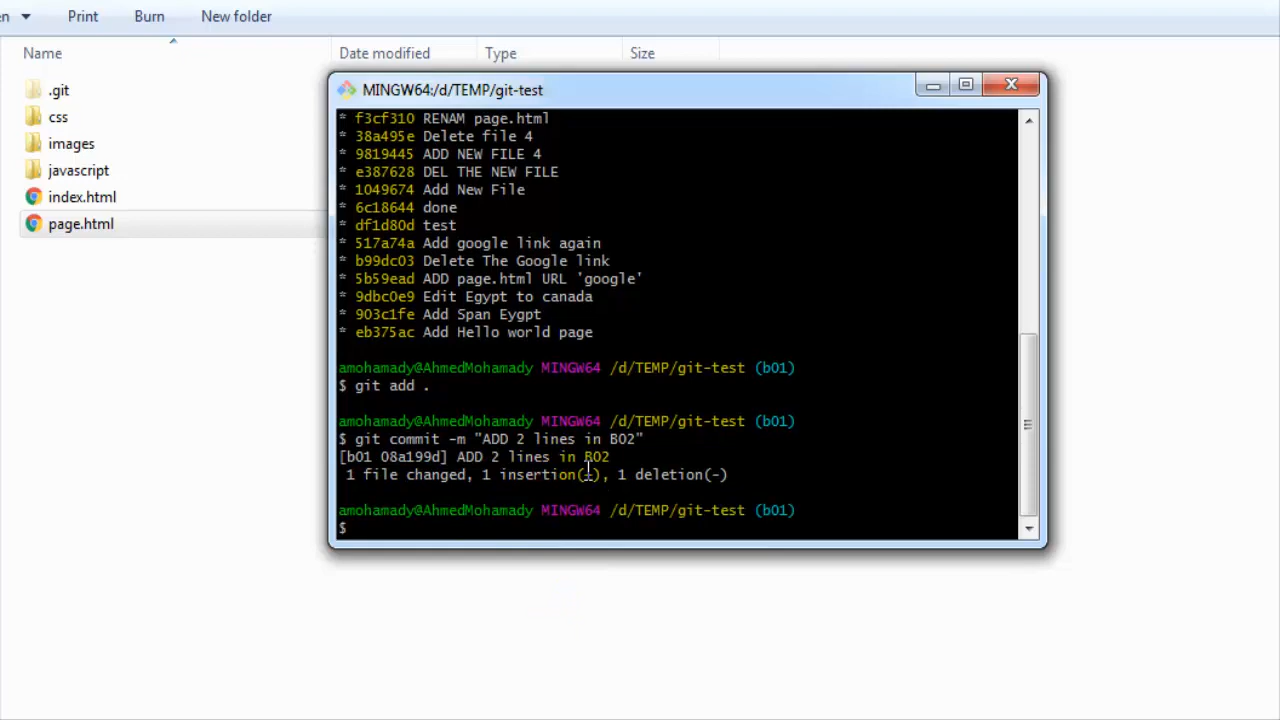 Print Burn New folder
Name Date modified Type Size
.git
css
images
javascript
index.html
page.html
MINGW64:/d/TEMP/git-test
* f3cf310 RENAM page.html
* 38a495e Delete file 4
* 9819445 ADD NEW FILE 4
* e387628 DEL THE NEW FILE
* 1049674 Add New File
* 6c18644 done
* df1d80d test
* 517a74a Add google link again
* b99dc03 Delete The Google link
* 5b59ead ADD page.html URL 'google'
* 9dbc0e9 Edit Egypt to canada
* 903c1fe Add Span Eygpt
* eb375ac Add Hello world page
amohamady@AhmedMohamady MINGW64 /d/TEMP/git-test (b01)
$ git add .
amohamady@AhmedMohamady MINGW64 /d/TEMP/git-test (b01)
$ git commit -m "ADD 2 lines in BO2"
[b01 08a199d] ADD 2 lines in BO2
1 file changed, 1 insertion(+), 1 deletion(-)
amohamady@AhmedMohamady MINGW64 /d/TEMP/git-test (b01)
$